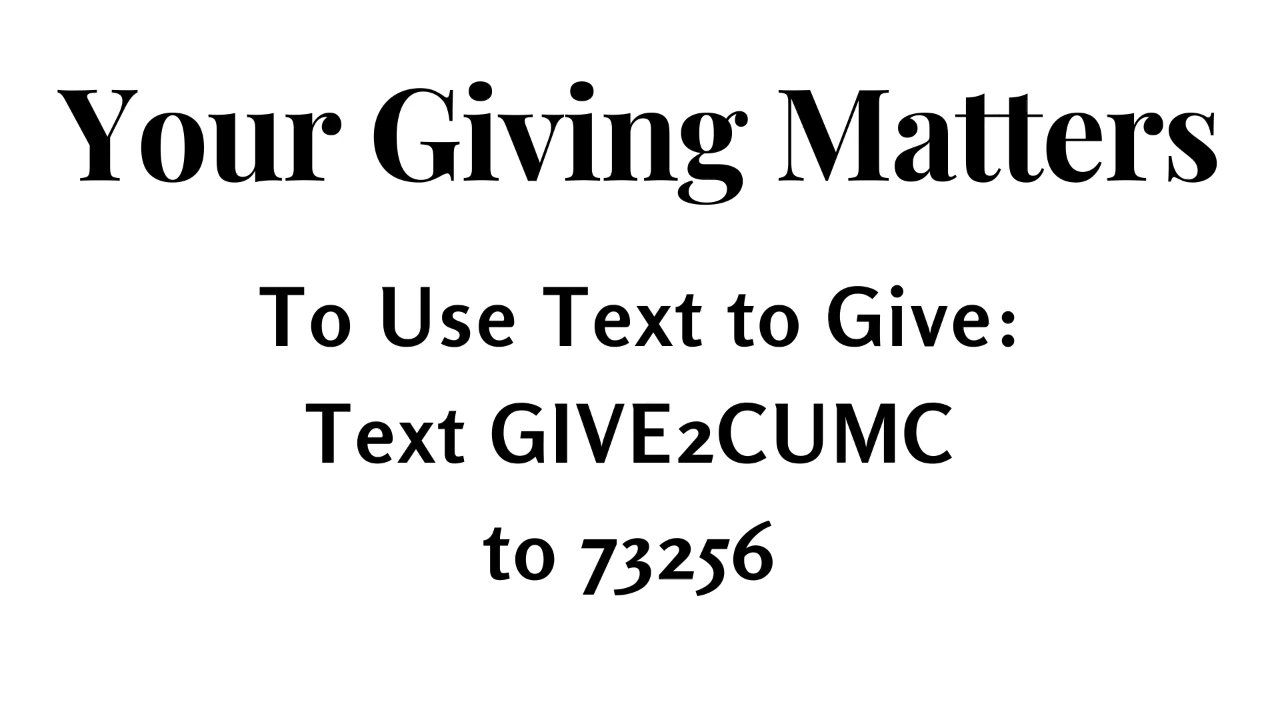 Your Giving Matters
To Use Text to Give:
Text GIVE2CUMC
to 73256